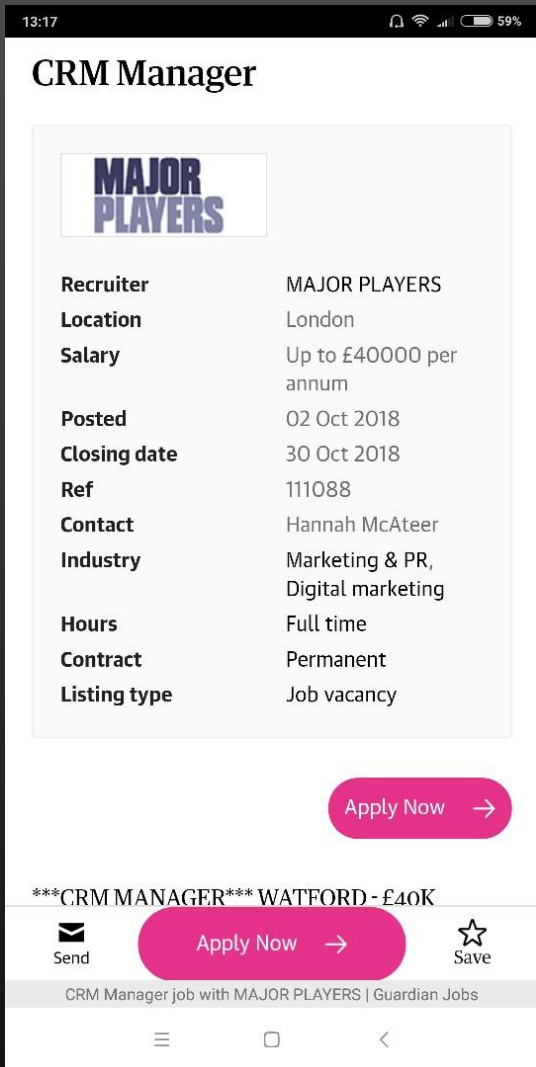 13:17 59%
CRM Manager
MAJOR
PLAYERS
Recruiter MAJOR PLAYERS
Location London
Salary Up to £40000 per
annum
Posted 02 Oct 2018
Closing date 30 Oct 2018
Ref 111088
Contact Hannah McAteer
Industry Marketing & PR,
Digital marketing
Hours Full time
Contract Permanent
Listing type Job vacancy
Apply Now →
***CRM MANAGER*** WATFORD - £40K
Send Apply Now → Save
CRM Manager job with MAJOR PLAYERS | Guardian Jobs